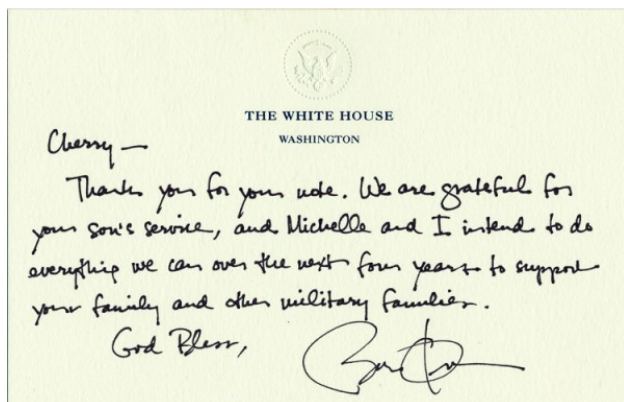 THE WHITE HOUSE
WASHINGTON
Cherry—
Thank you for your note. We are grateful for
your son's service, and Michelle and I intend to do
everything we can over the next four years to support
your family and other military families.
God Bless,